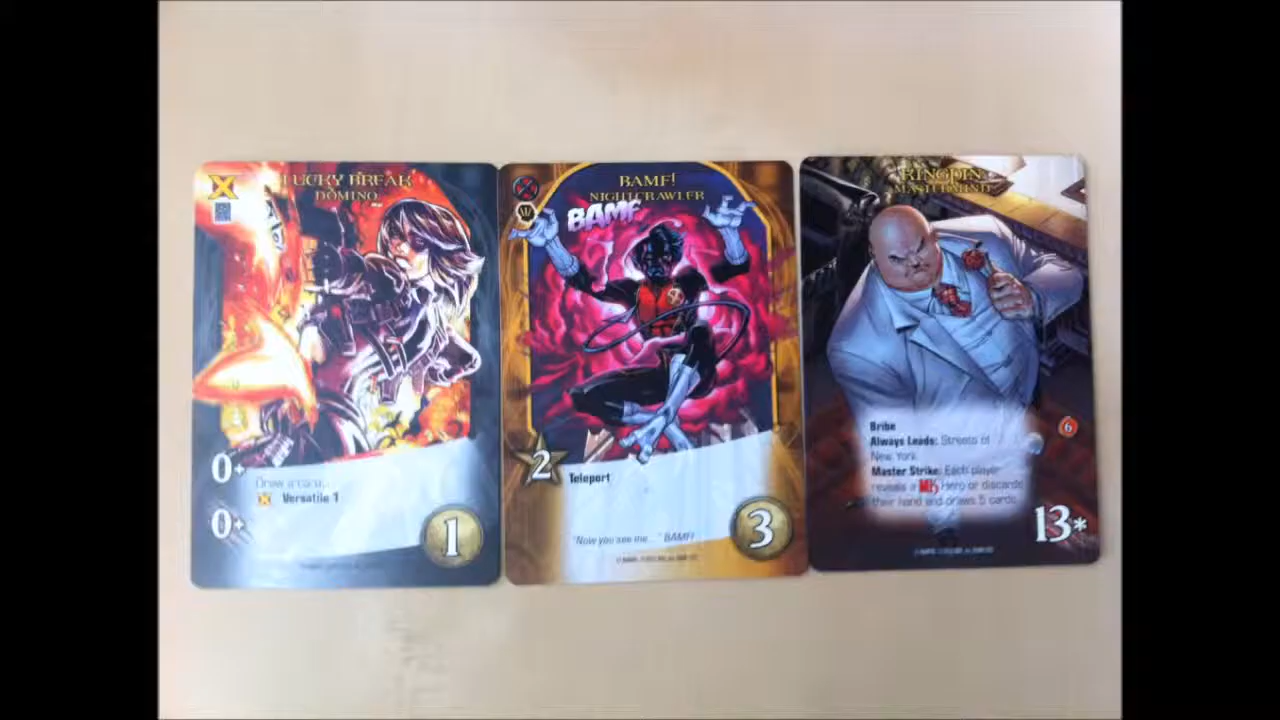 LUCKY BREAK
DOMINO
0+
Draw a card.
Versatile 1
0+
1
BAMF!
NIGHTCRAWLER
BAMF
2
Teleport
"Now you see me..." BAMF!
3
KINGPIN
MASTERMIND
Bribe
Always Leads: Streets of
New York
Master Strike: Each player
reveals a Hero or discards
their hand and draws 5 cards.
6
13*